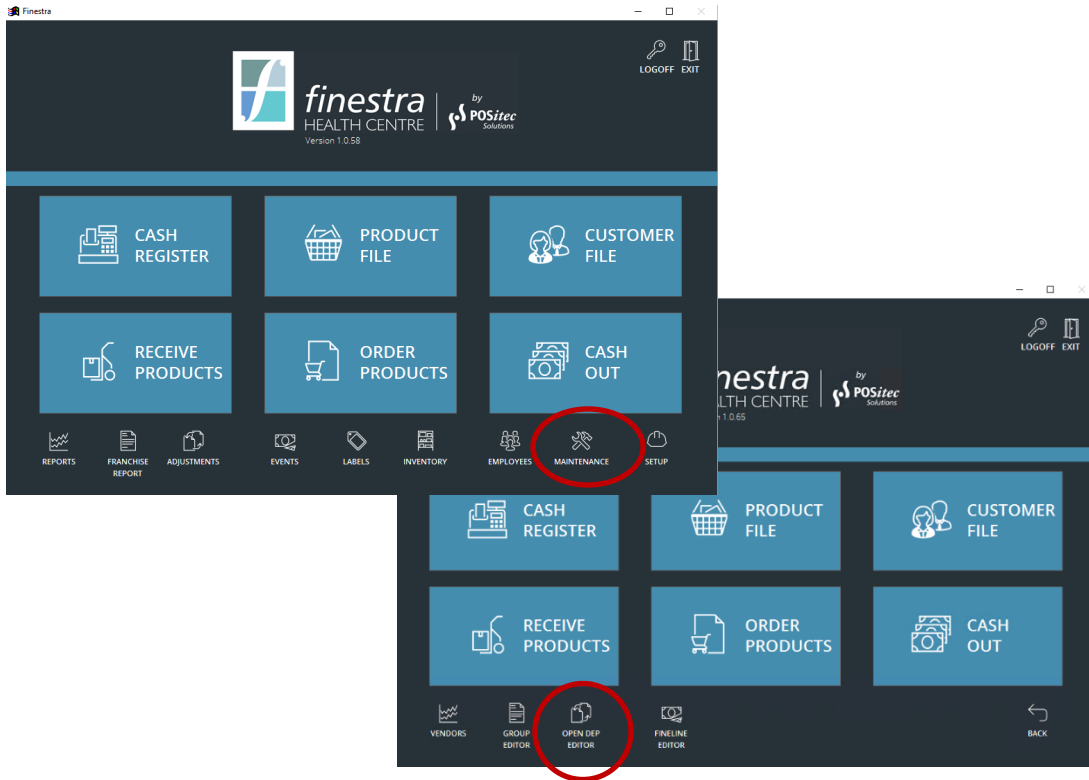 Finestra
LOGOFF EXIT
finestra
HEALTH CENTRE
Version 1.0.58
by
POSitec
Solutions
CASH
REGISTER
PRODUCT
FILE
CUSTOMER
FILE
RECEIVE
PRODUCTS
ORDER
PRODUCTS
CASH
OUT
REPORTS
FRANCHISE
REPORT
ADJUSTMENTS
EVENTS
LABELS
INVENTORY
EMPLOYEES
MAINTENANCE
SETUP
LOGOFF EXIT
nestra
LTH CENTRE
1.0.65
by
POSitec
Solutions
CASH
REGISTER
PRODUCT
FILE
CUSTOMER
FILE
RECEIVE
PRODUCTS
ORDER
PRODUCTS
CASH
OUT
VENDORS
GROUP
EDITOR
OPEN DEP
EDITOR
FINELINE
EDITOR
BACK